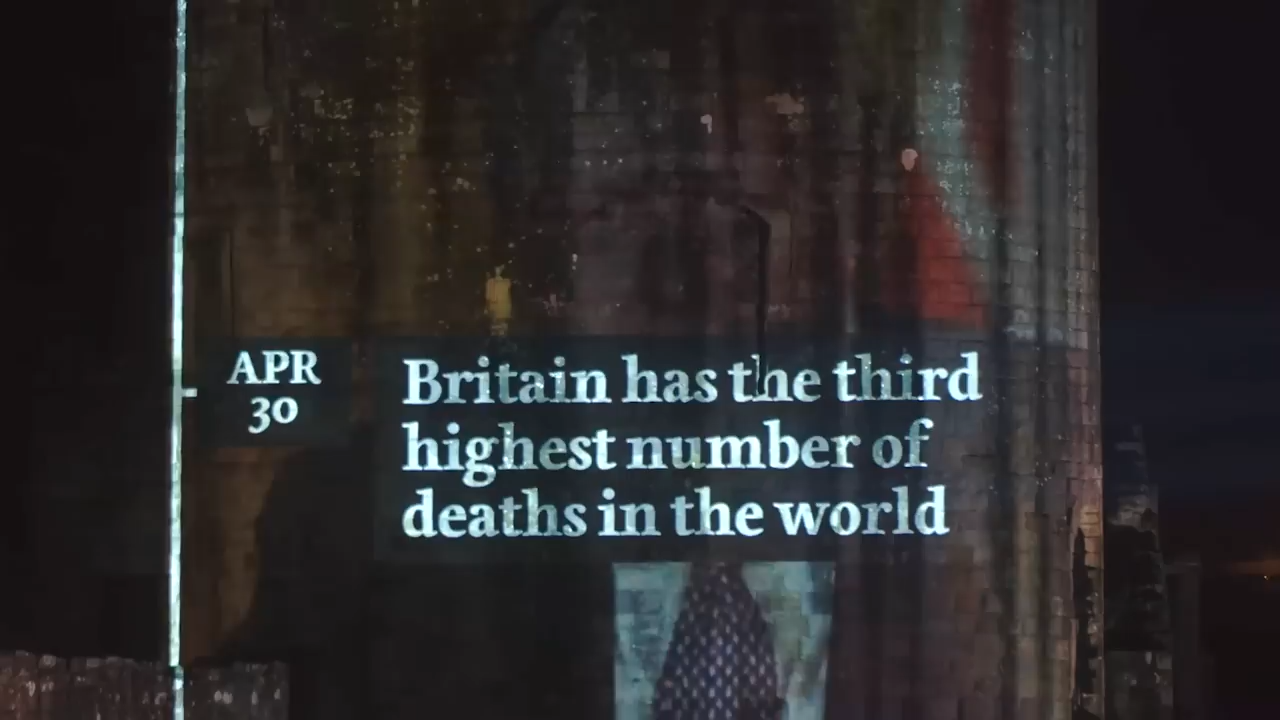 APR
30
Britain has the third
highest number of
deaths in the world